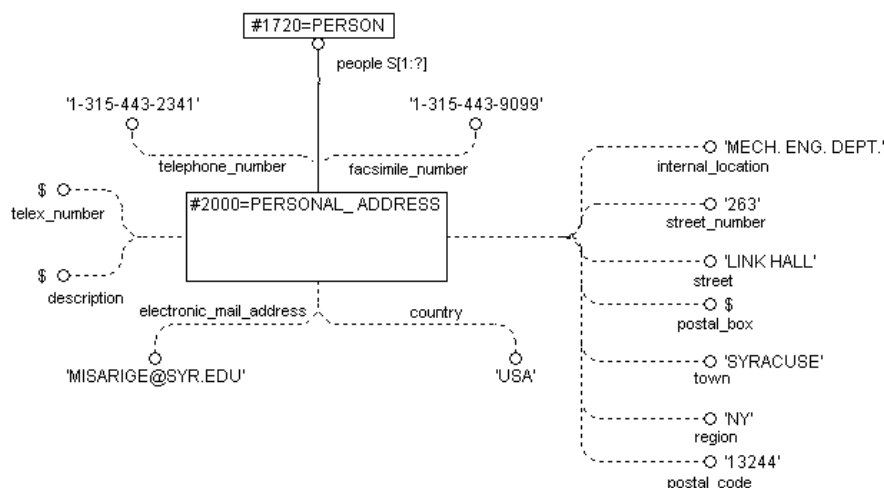 #1720=PERSON
people S[1:?]
'1-315-443-2341'
'1-315-443-9099'
telephone_number
facsimile_number
'MECH. ENG. DEPT.'
internal_location
$
telex_number
#2000=PERSONAL_ADDRESS
'263'
street_number
'LINK HALL'
street
$
description
$
postal_box
electronic_mail_address
country
'MISARIGE@SYR.EDU'
'USA'
'SYRACUSE'
town
'NY'
region
'13244'
postal_code